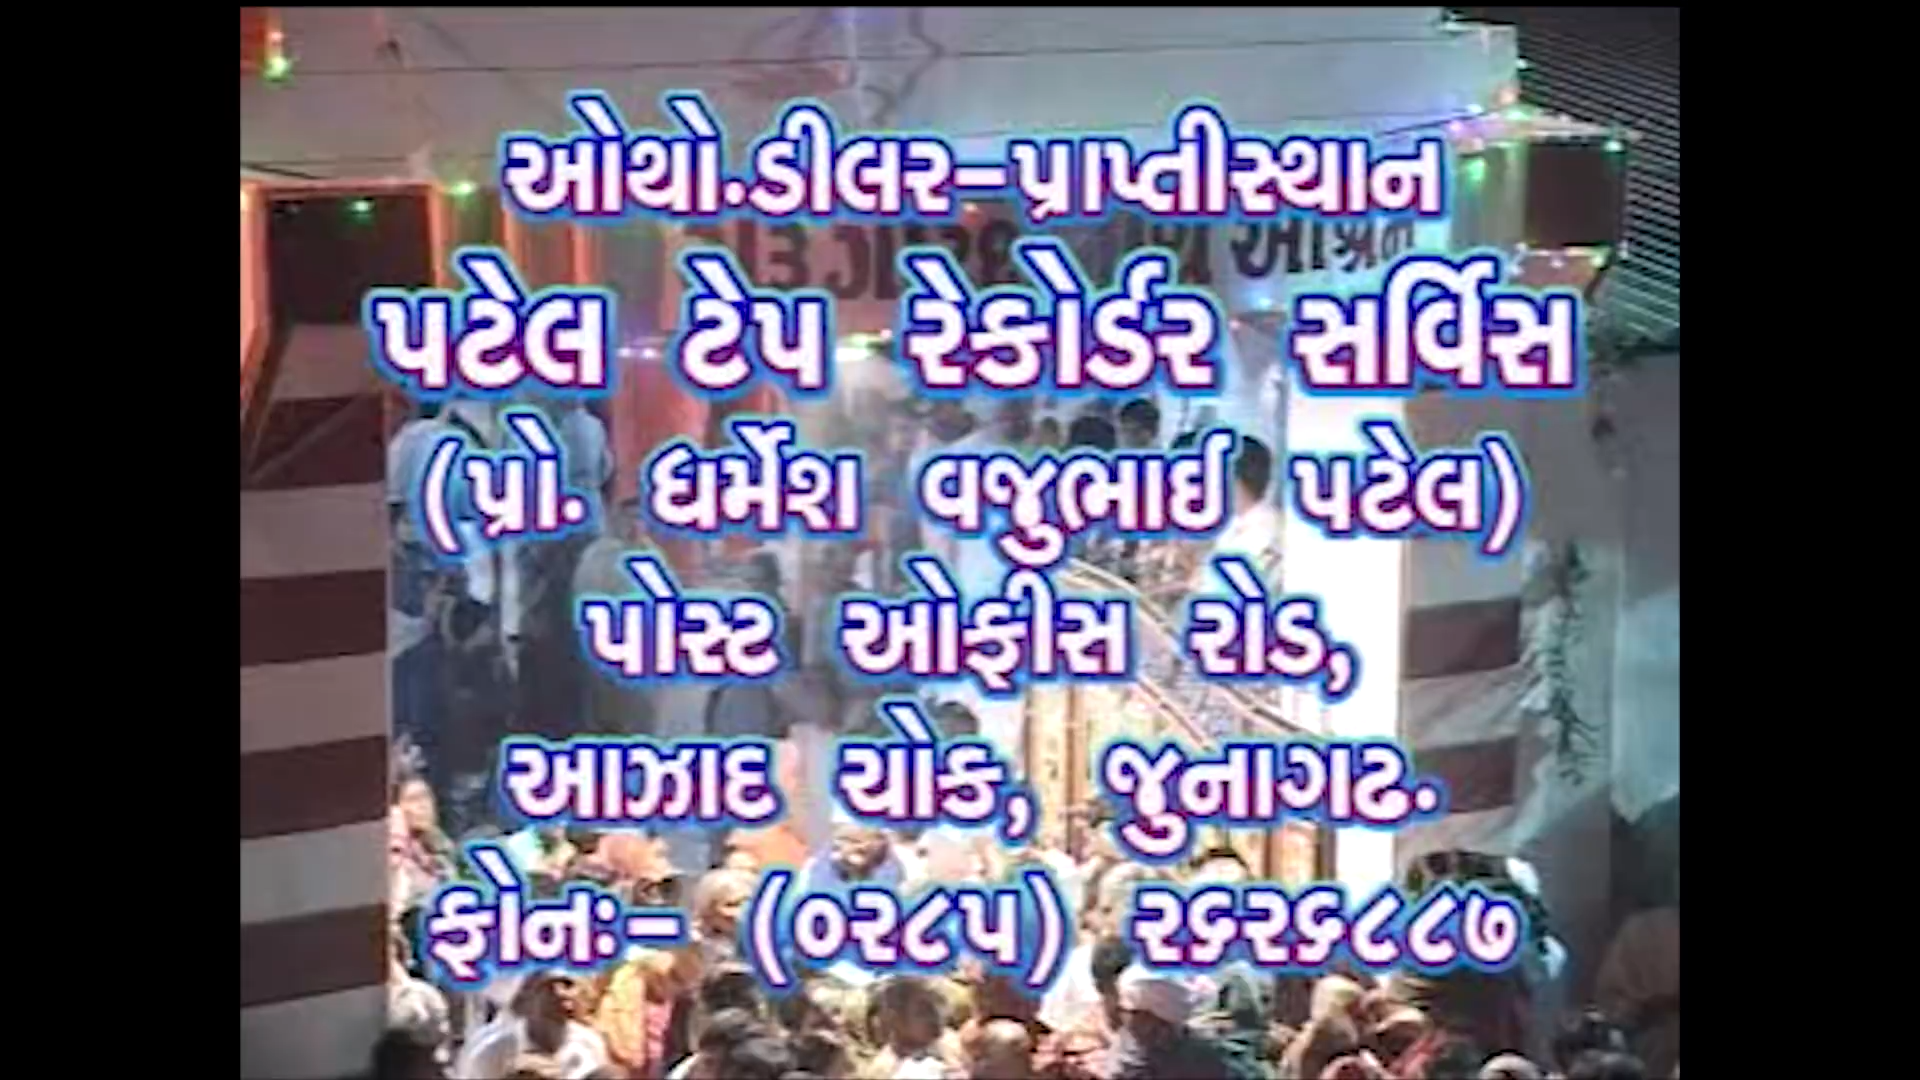 ઓથો.ડીલર-પ્રાપ્તીસ્થાન
પટેલ ટેપ રેકોર્ડર સર્વિસ
(પ્રો. ધર્મેશ વજુભાઈ પટેલ)
પોસ્ટ ઓફીસ રોડ,
આઝાદ ચોક, જુનાગઢ.
ફોનઃ- (૦૨૮૫) ૨૬૨૬૮૮૭